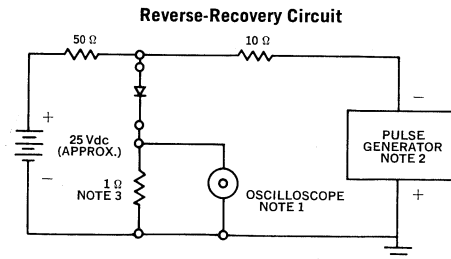 Reverse-Recovery Circuit
50 Ω
10 Ω
+
25 Vdc
(APPROX.)
−
1 Ω
NOTE 3
OSCILLOSCOPE
NOTE 1
−
PULSE
GENERATOR
NOTE 2
+